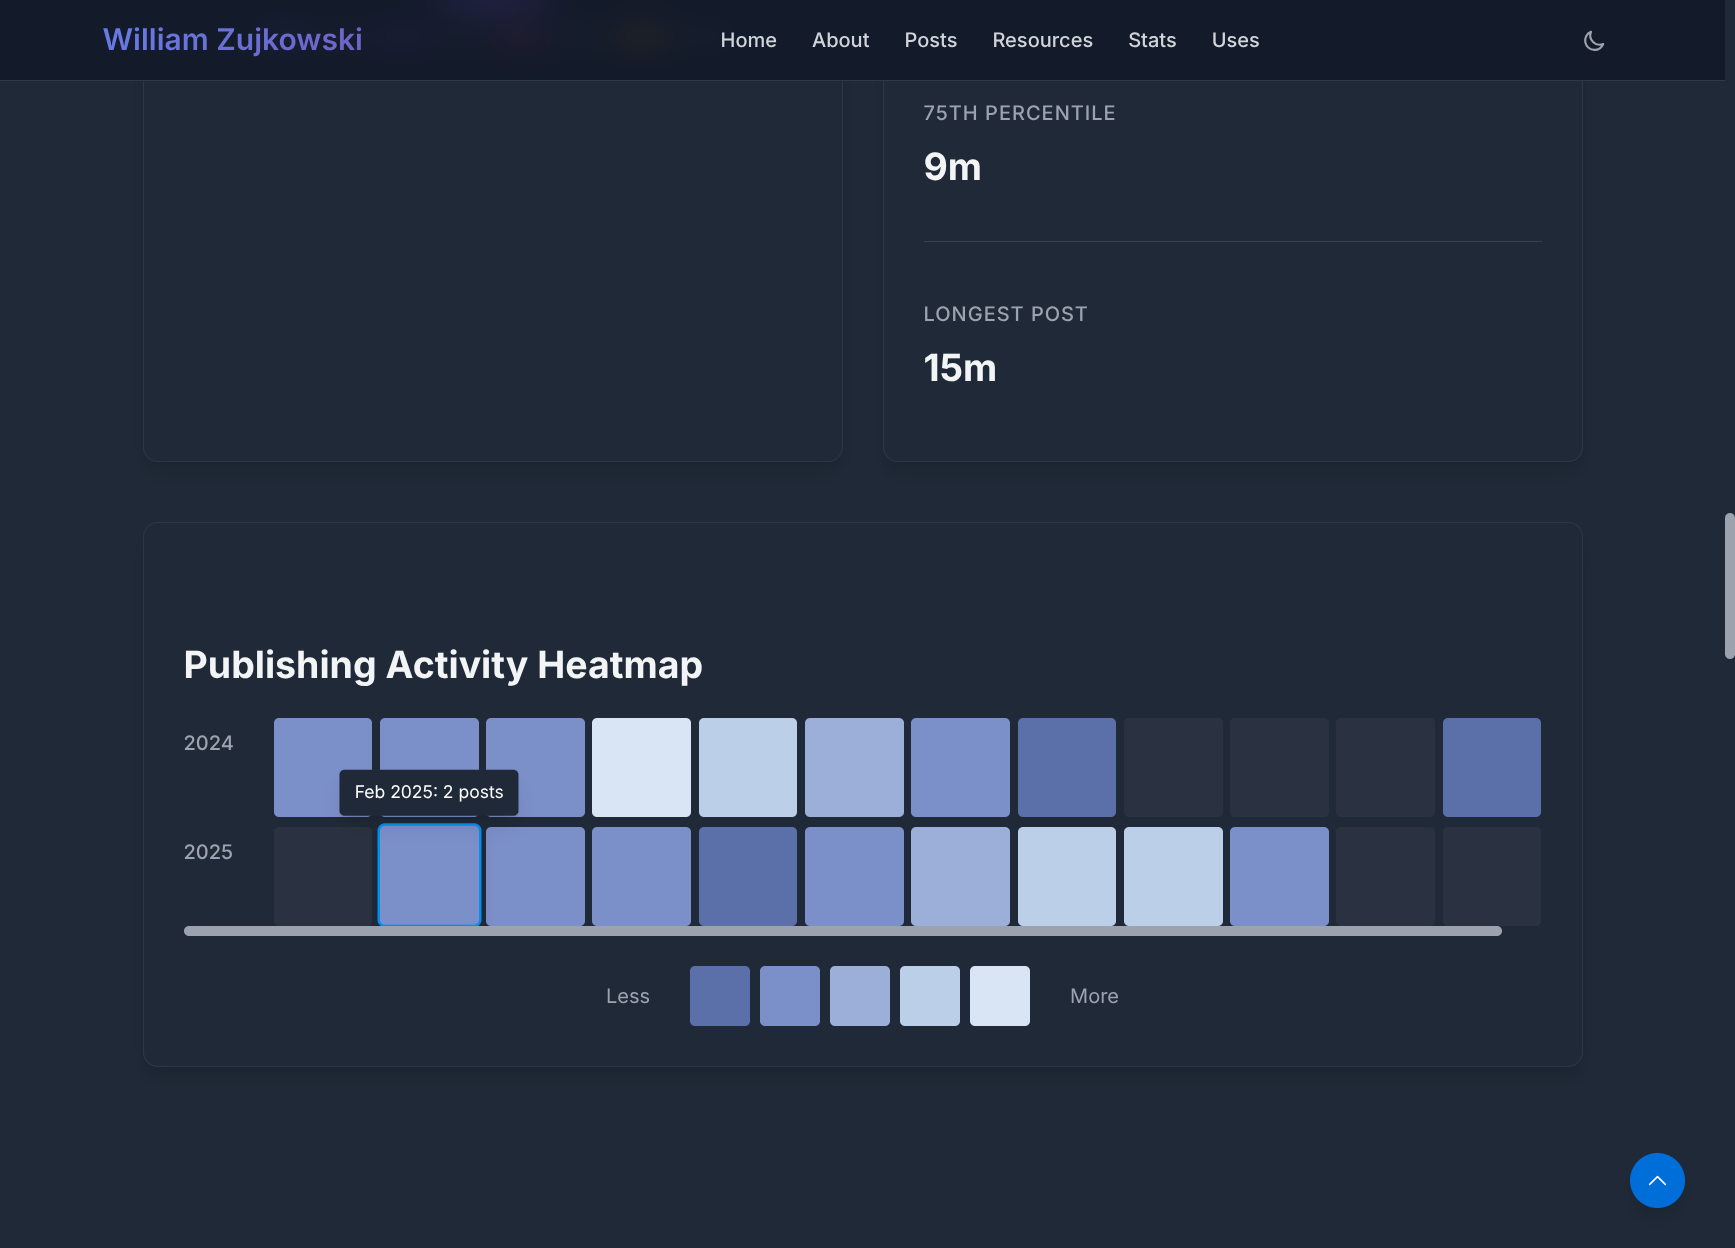 William Zujkowski
Home About Posts Resources Stats Uses
75TH PERCENTILE
9m
LONGEST POST
15m
Publishing Activity Heatmap
2024
Feb 2025: 2 posts
2025
Less More